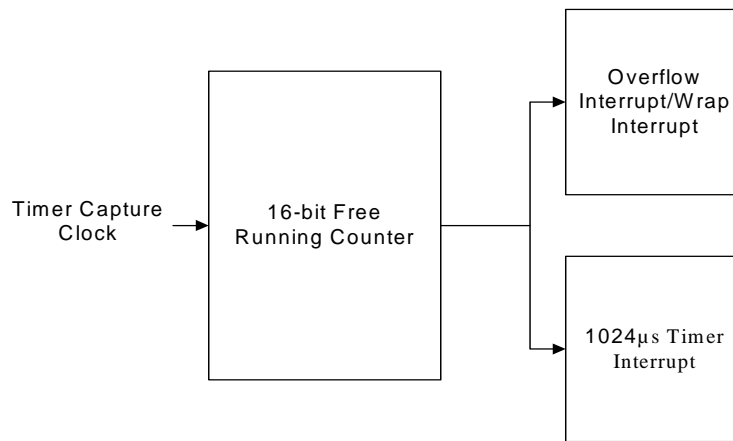 Overflow
Interrupt/Wrap
Interrupt
Timer Capture
Clock
16-bit Free
Running Counter
1024µs Timer
Interrupt